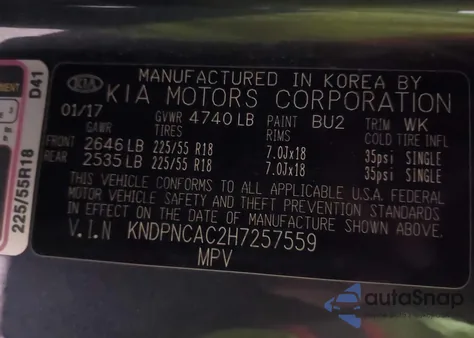 MANUFACTURED IN KOREA BY
KIA KIA MOTORS CORPORATION
01/17 GVWR 4740 LB PAINT BU2 TRIM WK
GAWR TIRES RIMS COLD TIRE INFL
FRONT 2646 LB 225/55 R18 7.0Jx18 35psi SINGLE
REAR 2535 LB 225/55 R18 7.0Jx18 35psi SINGLE
THIS VEHICLE CONFORMS TO ALL APPLICABLE U.S.A. FEDERAL
MOTOR VEHICLE SAFETY AND THEFT PREVENTION STANDARDS
IN EFFECT ON THE DATE OF MANUFACTURE SHOWN ABOVE.
V.I.N KNDPNCAC2H7257559
MPV
D41
225/55R18
autoSnap